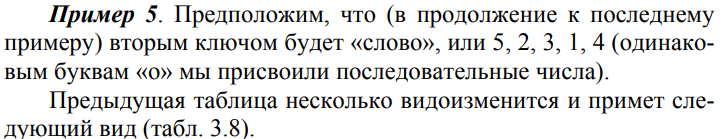 Пример 5. Предположим, что (в продолжение к последнему
примеру) вторым ключом будет «слово», или 5, 2, 3, 1, 4 (одинако-
вым буквам «о» мы присвоили последовательные числа).
Предыдущая таблица несколько видоизменится и примет сле-
дующий вид (табл. 3.8).